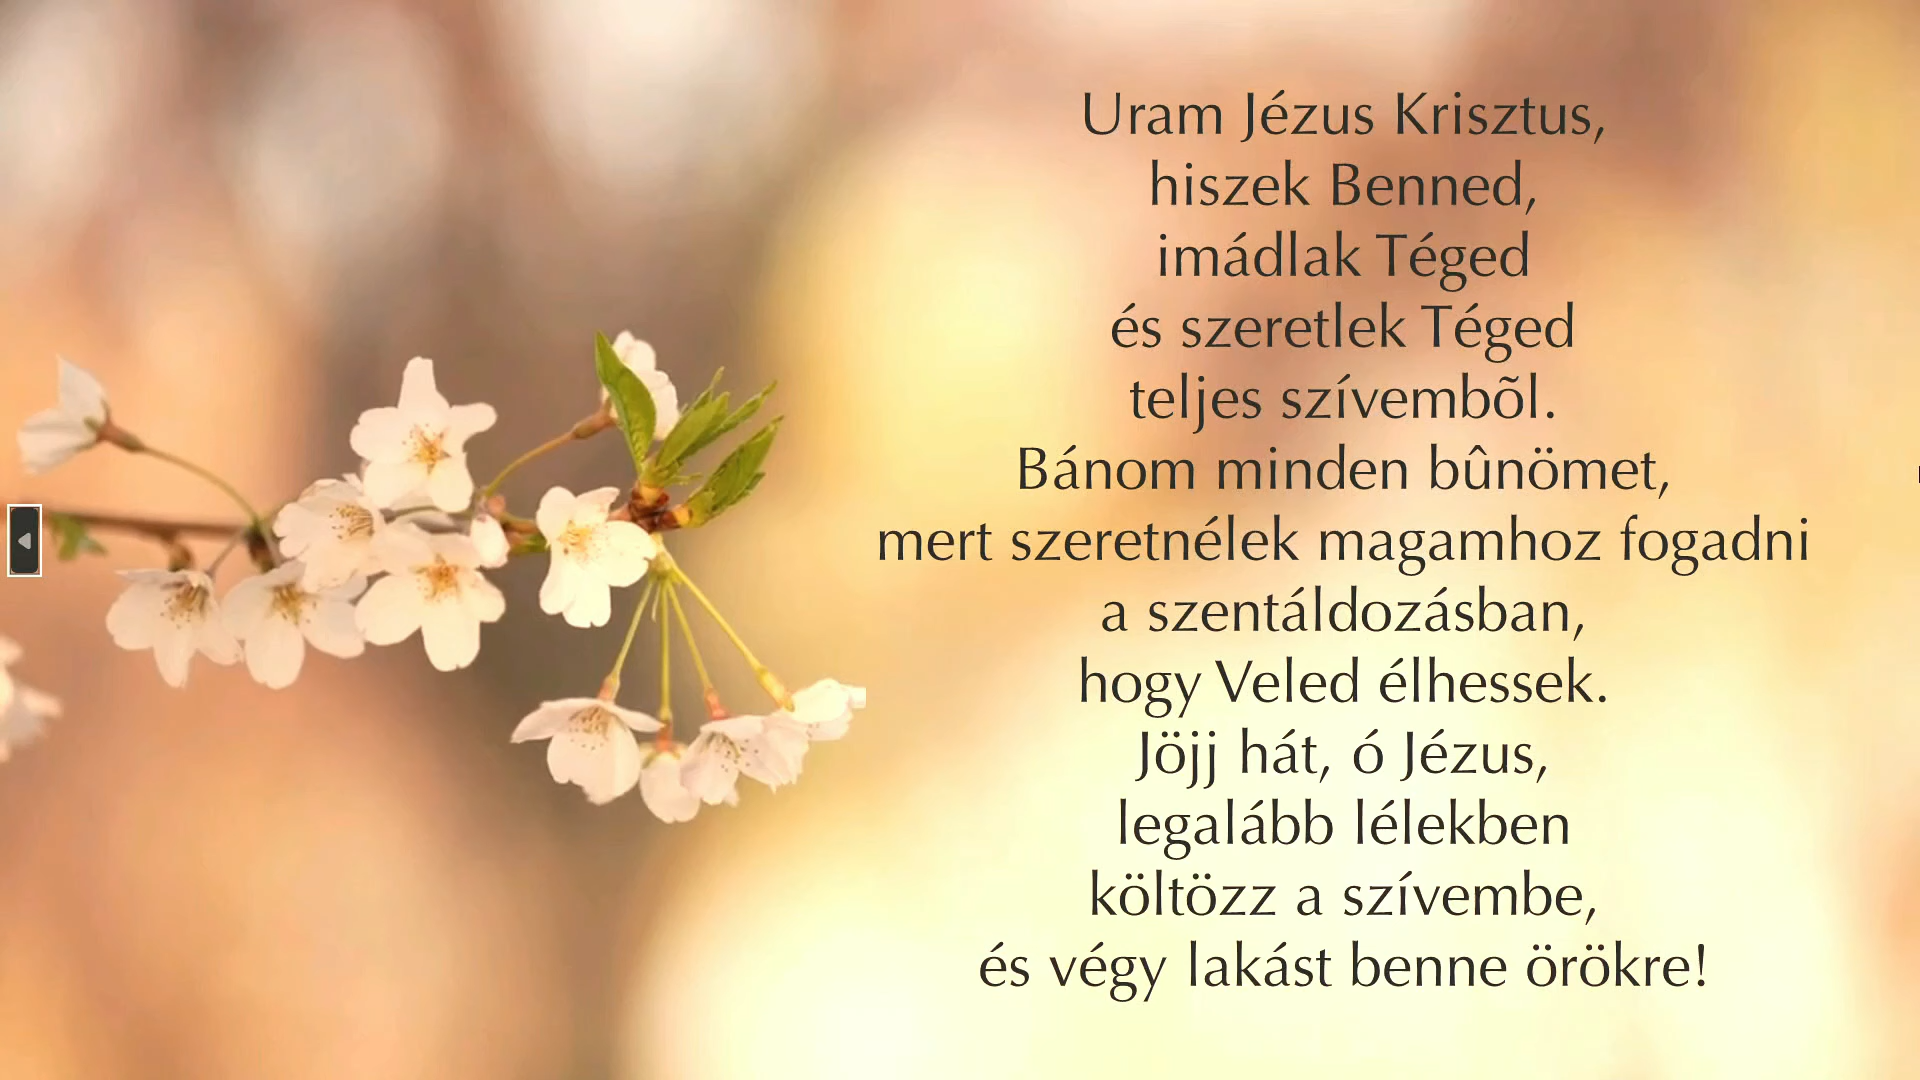 Uram Jézus Krisztus,
hiszek Benned,
imádlak Téged
és szeretlek Téged
teljes szívembõl.
Bánom minden bûnömet,
mert szeretnélek magamhoz fogadni
a szentáldozásban,
hogy Veled élhessek.
Jöjj hát, ó Jézus,
legalább lélekben
költözz a szívembe,
és végy lakást benne örökre!